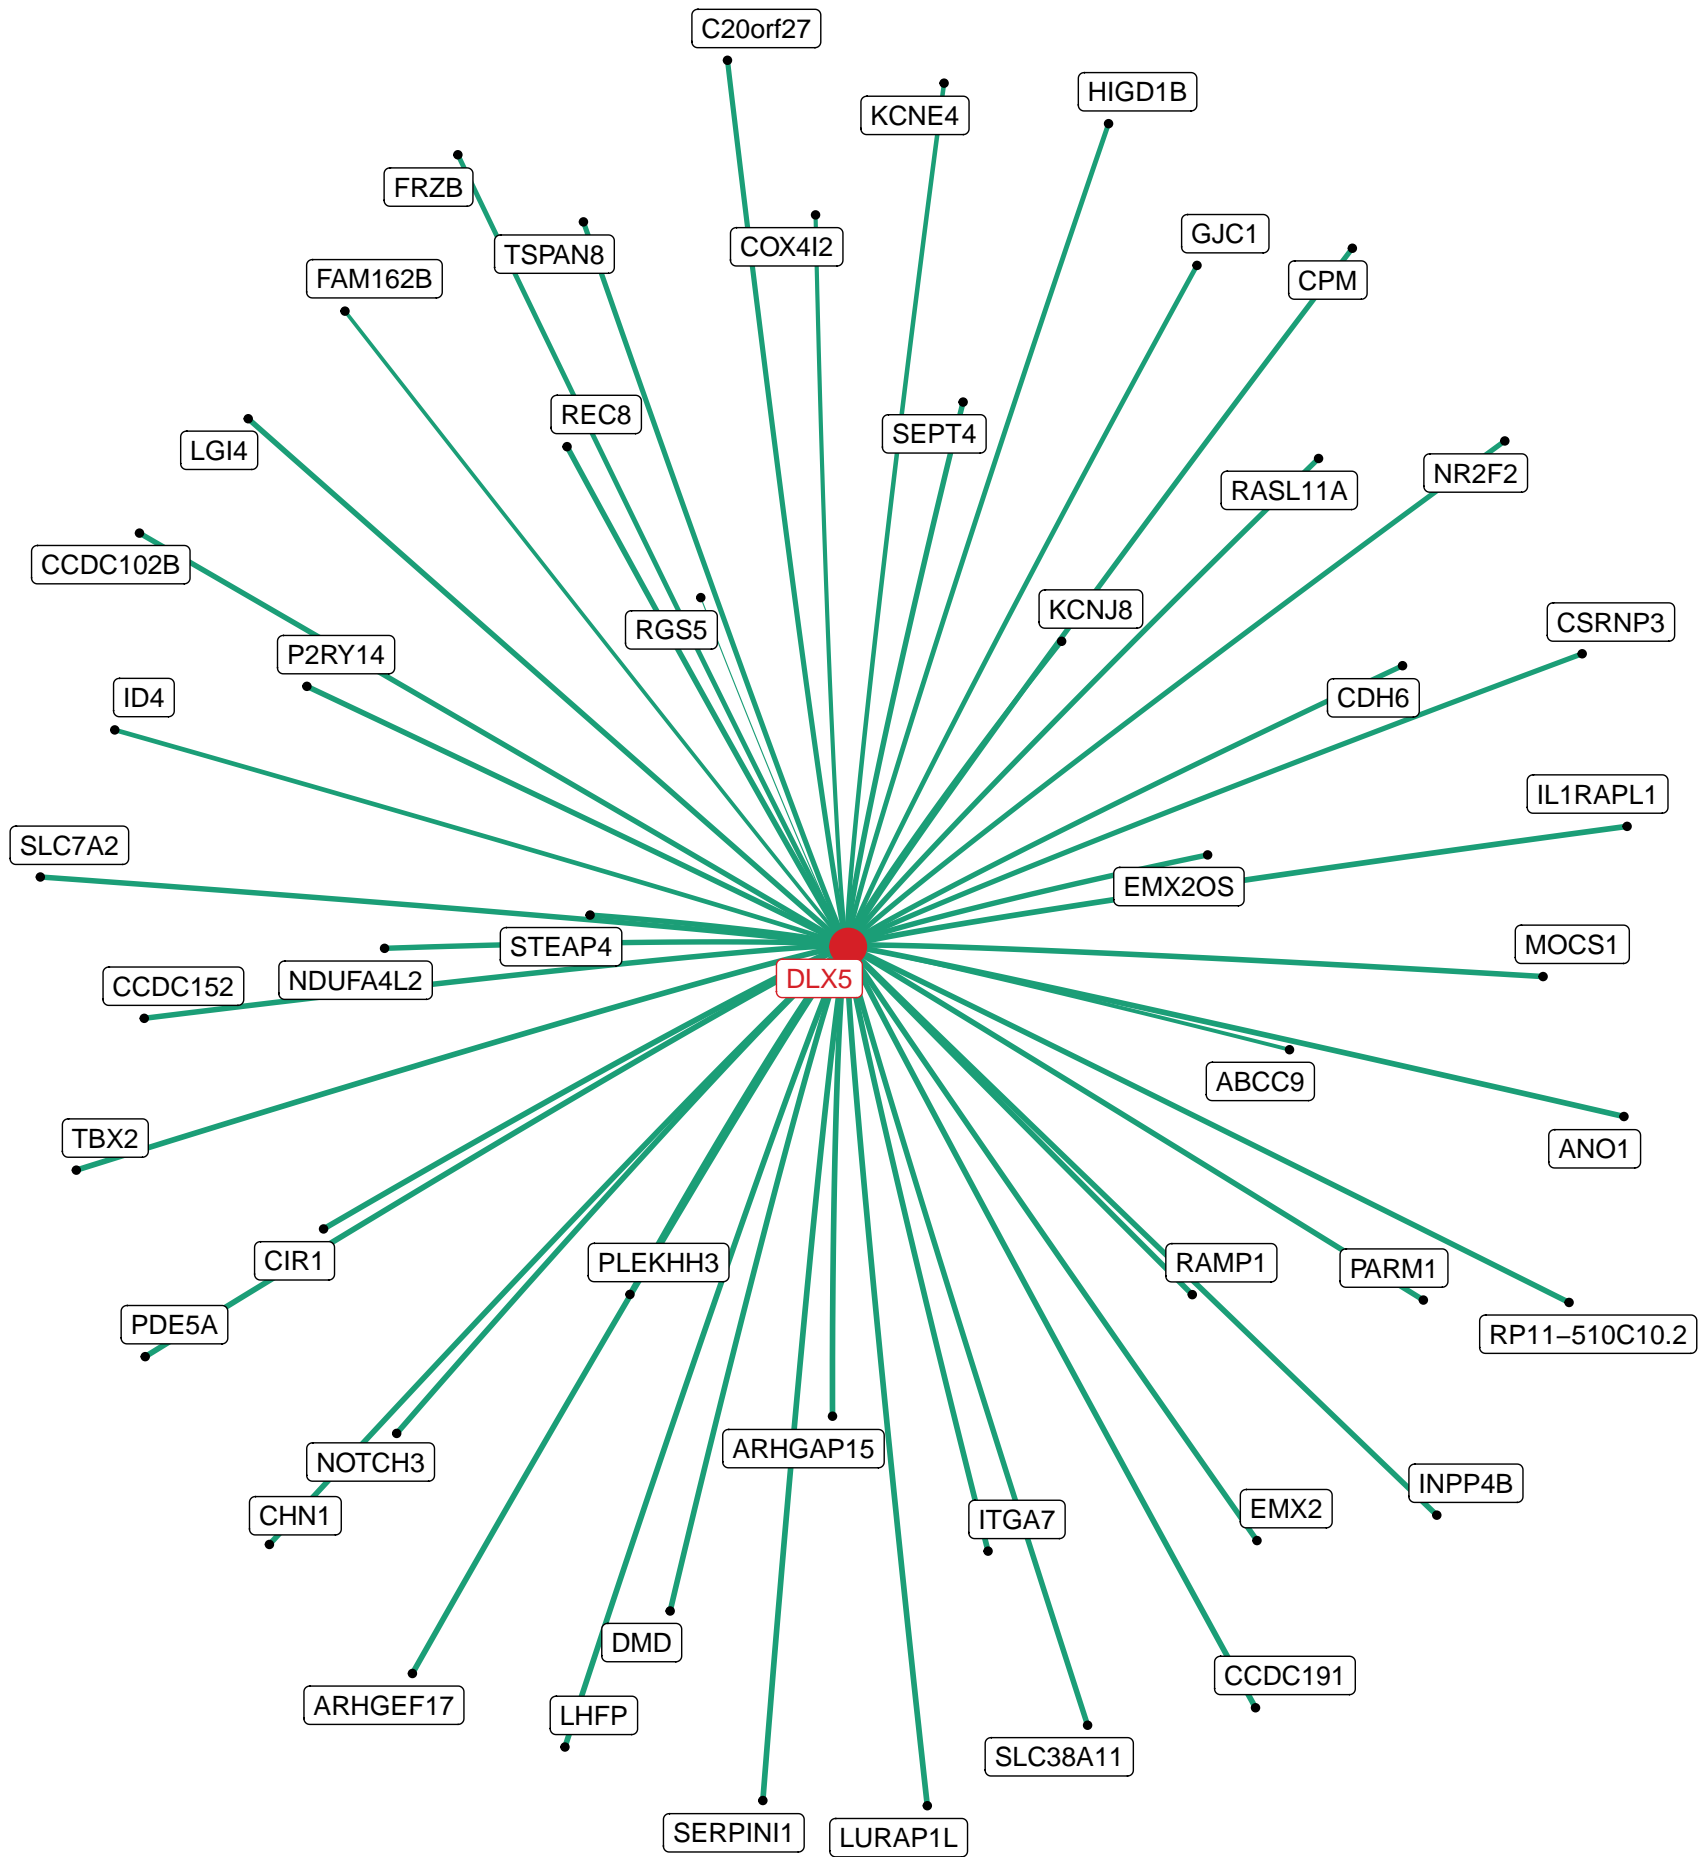 C20orf27
HIGD1B
KCNE4
FRZB
GJC1
COX4I2
TSPAN8
FAM162B
CPM
REC8
SEPT4
LGI4
NR2F2
RASL11A
CCDC102B
KCNJ8
CSRNP3
RGS5
P2RY14
ID4
CDH6
IL1RAPL1
SLC7A2
EMX2OS
MOCS1
STEAP4
DLX5
NDUFA4L2
CCDC152
ABCC9
TBX2
ANO1
CIR1
PLEKHH3
RAMP1
PARM1
PDE5A
RP11−510C10.2
ARHGAP15
NOTCH3
INPP4B
EMX2
CHN1
ITGA7
DMD
CCDC191
ARHGEF17
LHFP
SLC38A11
SERPINI1
LURAP1L